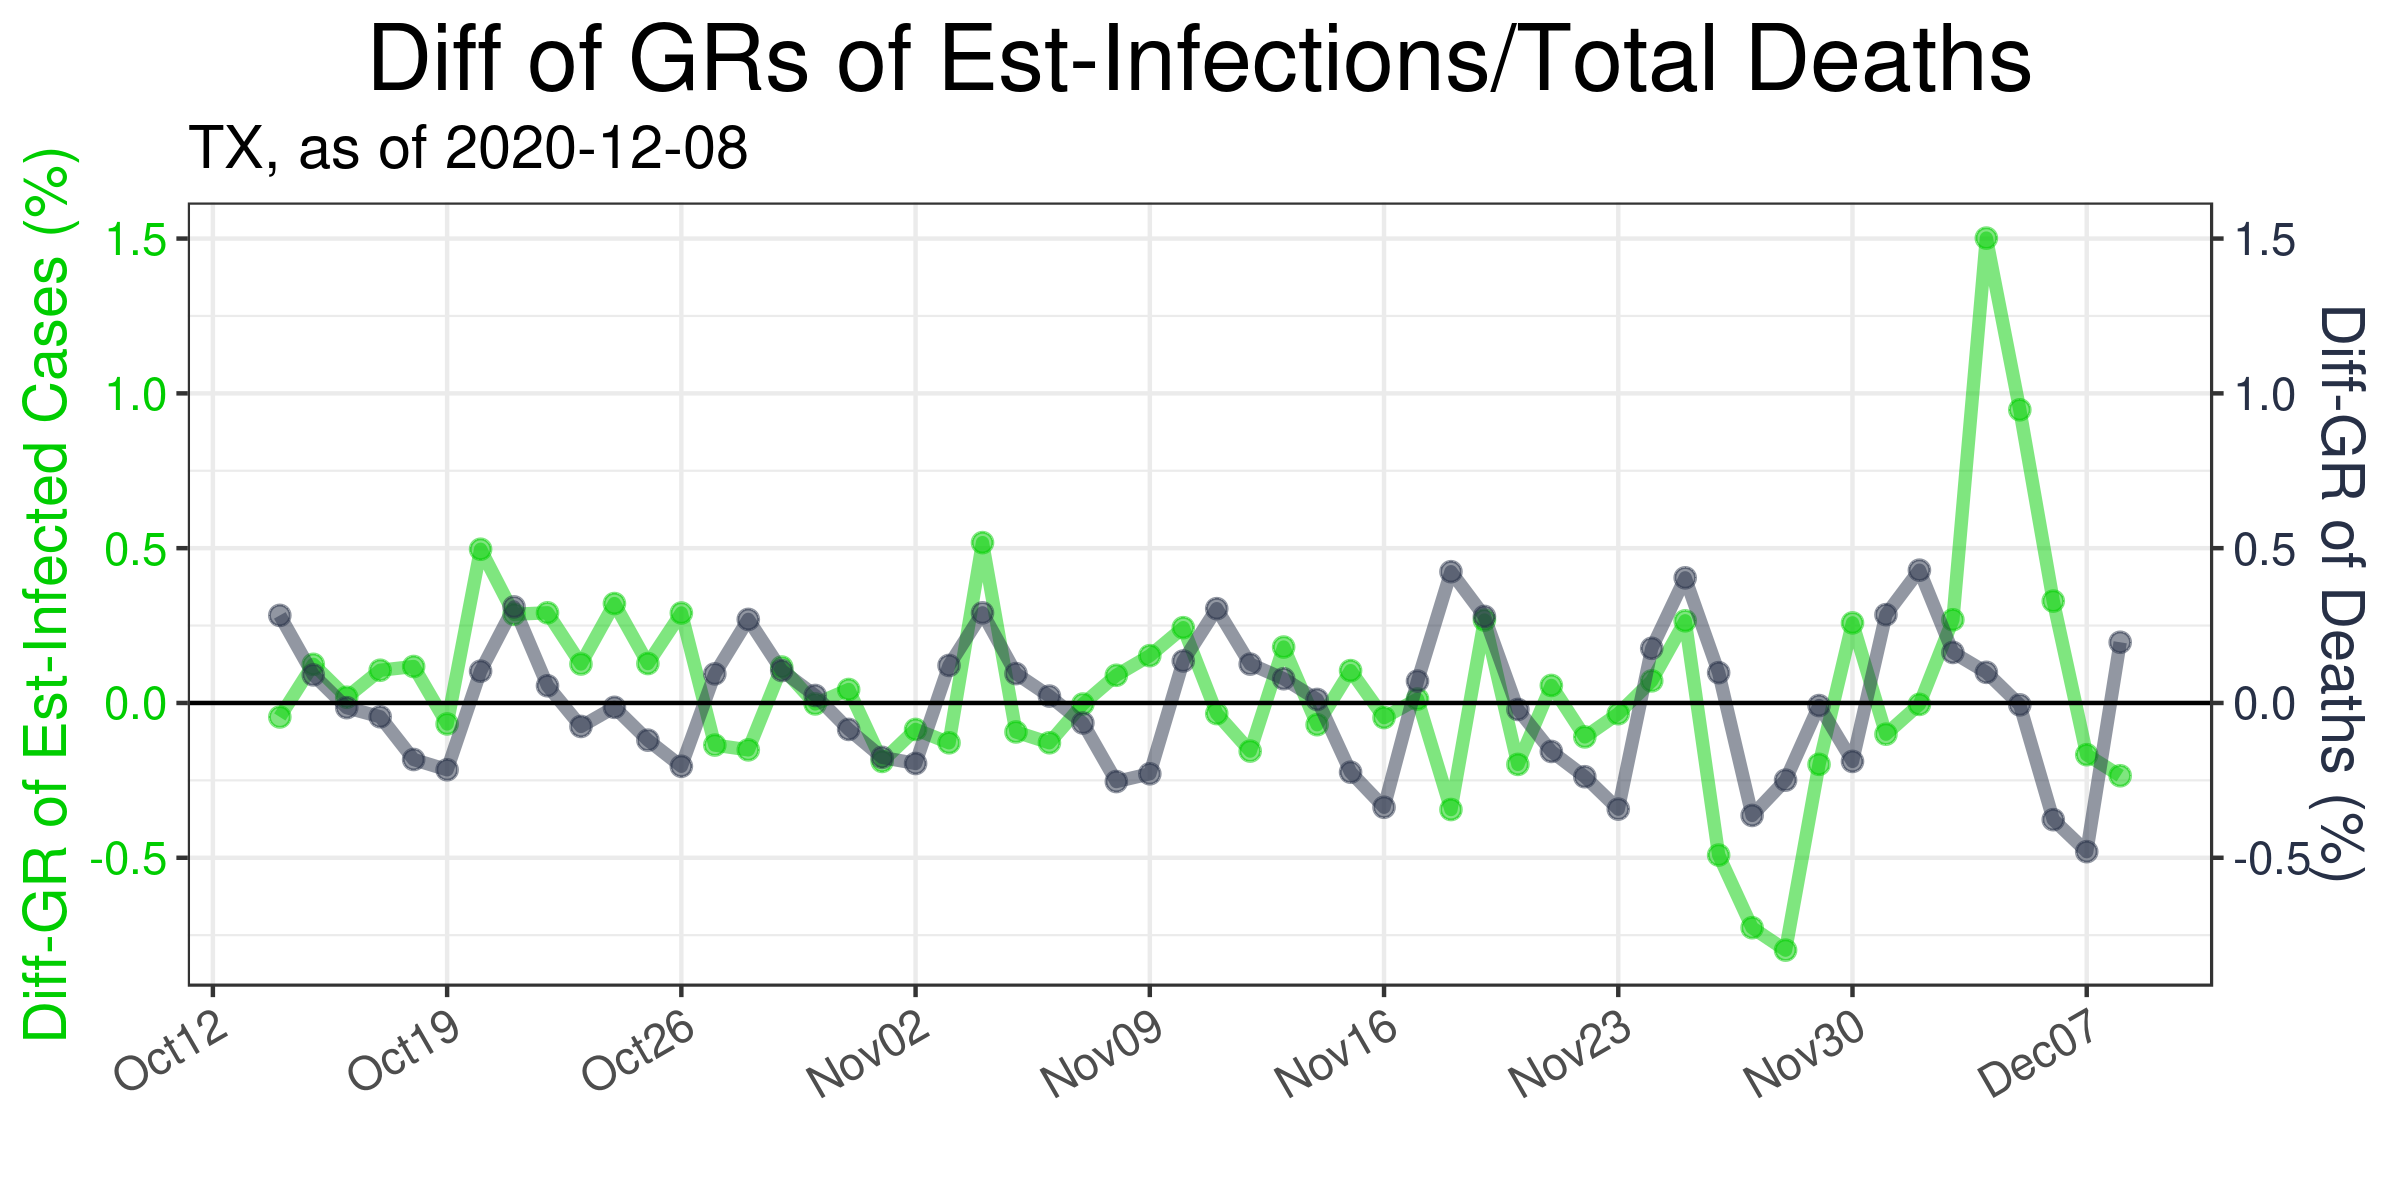 Diff of GRs of Est-Infections/Total Deaths
TX, as of 2020-12-08
Diff-GR of Est-Infected Cases (%)
1.5
1.0
0.5
0.0
-0.5
1.5
1.0
0.5
0.0
-0.5
Diff-GR of Deaths (%)
Oct12
Oct19
Oct26
Nov02
Nov09
Nov16
Nov23
Nov30
Dec07